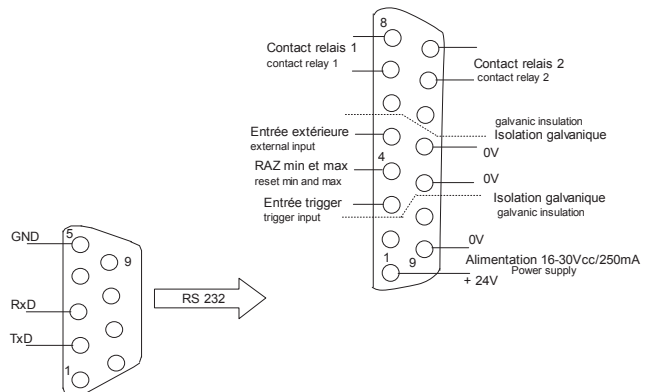 8
Contact relais 1
contact relay 1
Contact relais 2
contact relay 2
galvanic insulation
Isolation galvanique
Entrée extérieure
external input
0V
4
RAZ min et max
reset min and max
0V
Entrée trigger
trigger input
Isolation galvanique
galvanic insulation
0V
1
9
Alimentation 16-30Vcc/250mA
Power supply
+ 24V
GND
5
9
RxD
RS 232
TxD
1